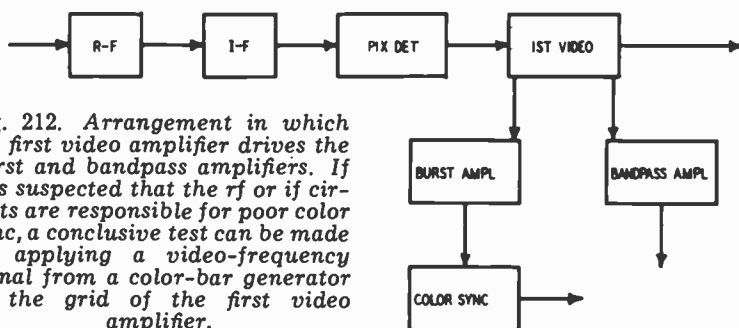 R-F
I-F
PIX DET
1ST VIDEO
g. 212. Arrangement in which
first video amplifier drives the
rst and bandpass amplifiers. If
s suspected that the rf or if cir-
ts are responsible for poor color
nc, a conclusive test can be made
applying a video-frequency
nal from a color-bar generator
the grid of the first video
amplifier.
BURST AMPL
BANDPASS AMPL
COLOR SYNC